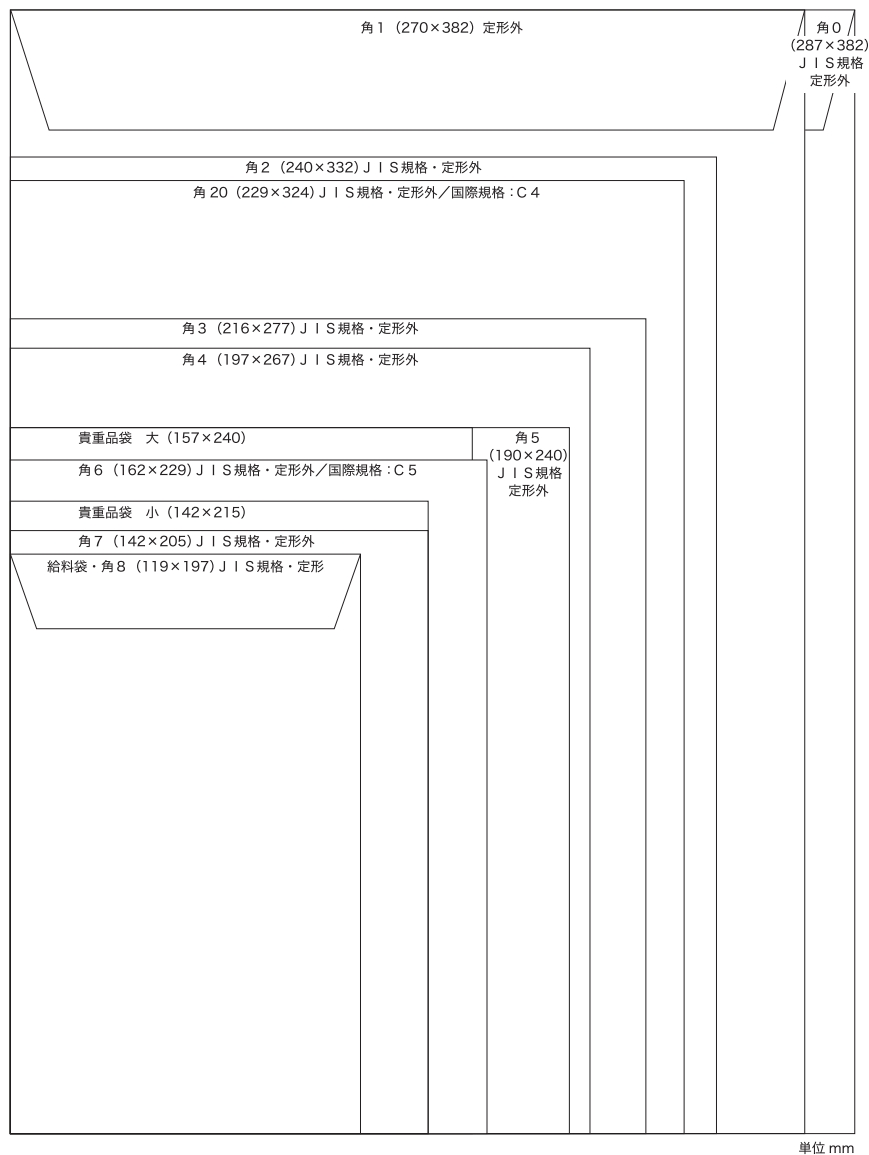 角１（270×382）定形外
角０
（287×382）
ＪＩＳ規格
定形外
角２（240×332）ＪＩＳ規格・定形外
角 20（229×324）ＪＩＳ規格・定形外／国際規格：Ｃ４
角３（216×277）ＪＩＳ規格・定形外
角４（197×267）ＪＩＳ規格・定形外
貴重品袋　大（157×240）
角５
（190×240）
ＪＩＳ規格
定形外
角６（162×229）ＪＩＳ規格・定形外／国際規格：Ｃ５
貴重品袋　小（142×215）
角７（142×205）ＪＩＳ規格・定形外
給料袋・角８（119×197）ＪＩＳ規格・定形
単位 mm